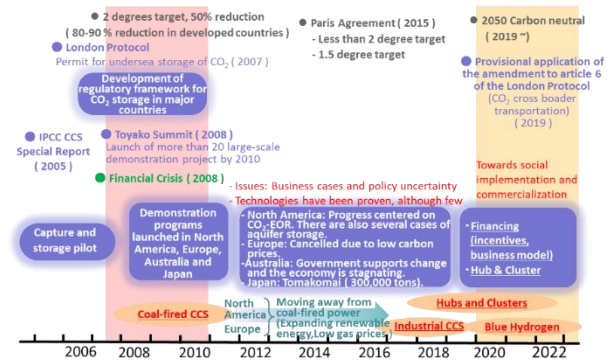 2 degrees target, 50% reduction
( 80-90 % reduction in developed countries )
London Protocol
Permit for undersea storage of CO2 ( 2007 )
Development of
regulatory framework for
CO2 storage in major
countries
IPCC CCS
Special Report
( 2005 )
Toyako Summit ( 2008 )
Launch of more than 20 large-scale
demonstration project by 2010
Financial Crisis ( 2008 )
Paris Agreement ( 2015 )
- Less than 2 degree target
- 1.5 degree target
2050 Carbon neutral
( 2019 ~)
Provisional application of
the amendment to article 6
of the London Protocol
(CO2 cross boader
transportation)
( 2019 )
Towards social
implementation and
commercialization
- Issues: Business cases and policy uncertainty
- Technologies have been proven, although few
Capture and
storage pilot
Demonstration
programs
launched in North
America, Europe,
Australia and
Japan
- North America: Progress centered on
CO2-EOR. There are also several cases of
aquifer storage.
- Europe: Cancelled due to low carbon
prices.
-Australia: Government supports change
and the economy is stagnating.
- Japan: Tomakomai ( 300,000 tons).
- Financing
(incentives,
business model)
- Hub & Cluster
Coal-fired CCS
North
America
Europe
Moving away from
coal-fired power
(Expanding renewable
energy,Low gas prices )
Hubs and Clusters
Industrial CCS
Blue Hydrogen
2006 2008 2010 2012 2014 2016 2018 2020 2022